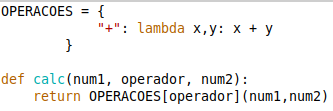 OPERACOES = {
            "+": lambda x,y: x + y
        }
def calc(num1, operador, num2):
    return OPERACOES[operador](num1,num2)